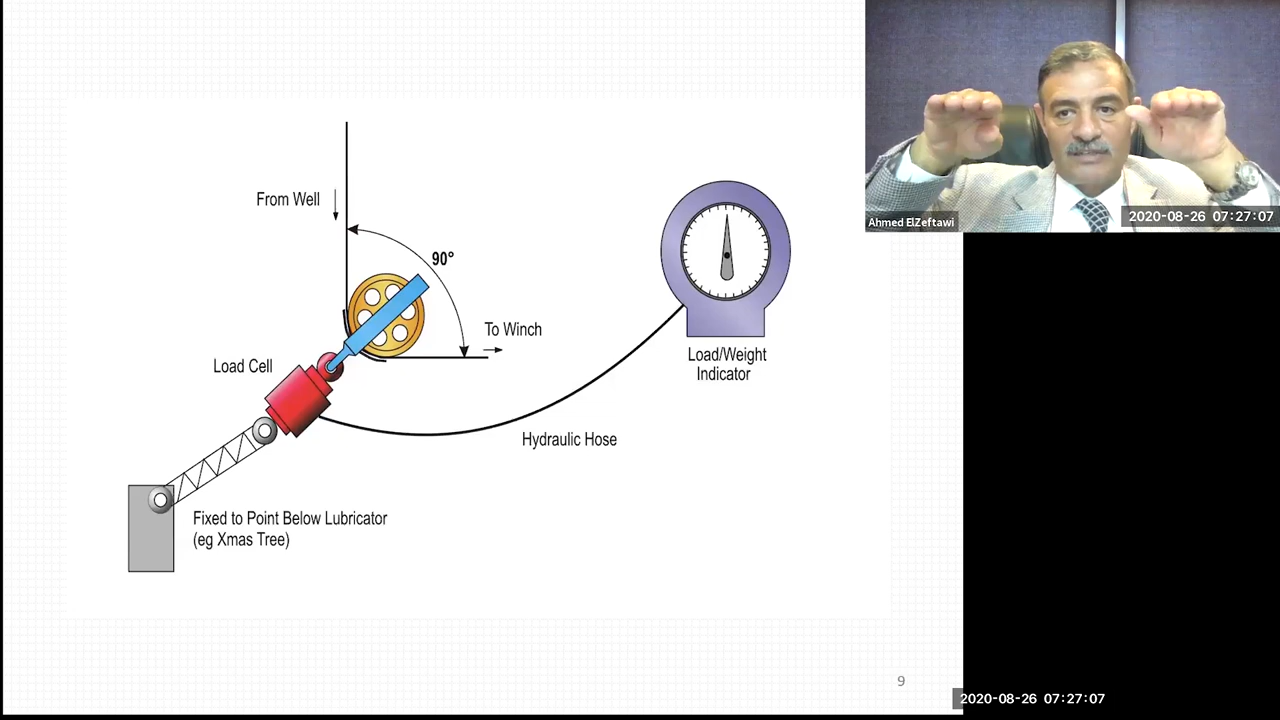 From Well
90°
To Winch
Load Cell
Load/Weight
Indicator
Hydraulic Hose
Fixed to Point Below Lubricator
(eg Xmas Tree)
9
Ahmed ElZeftawi
2020-08-26 07:27:07
2020-08-26 07:27:07